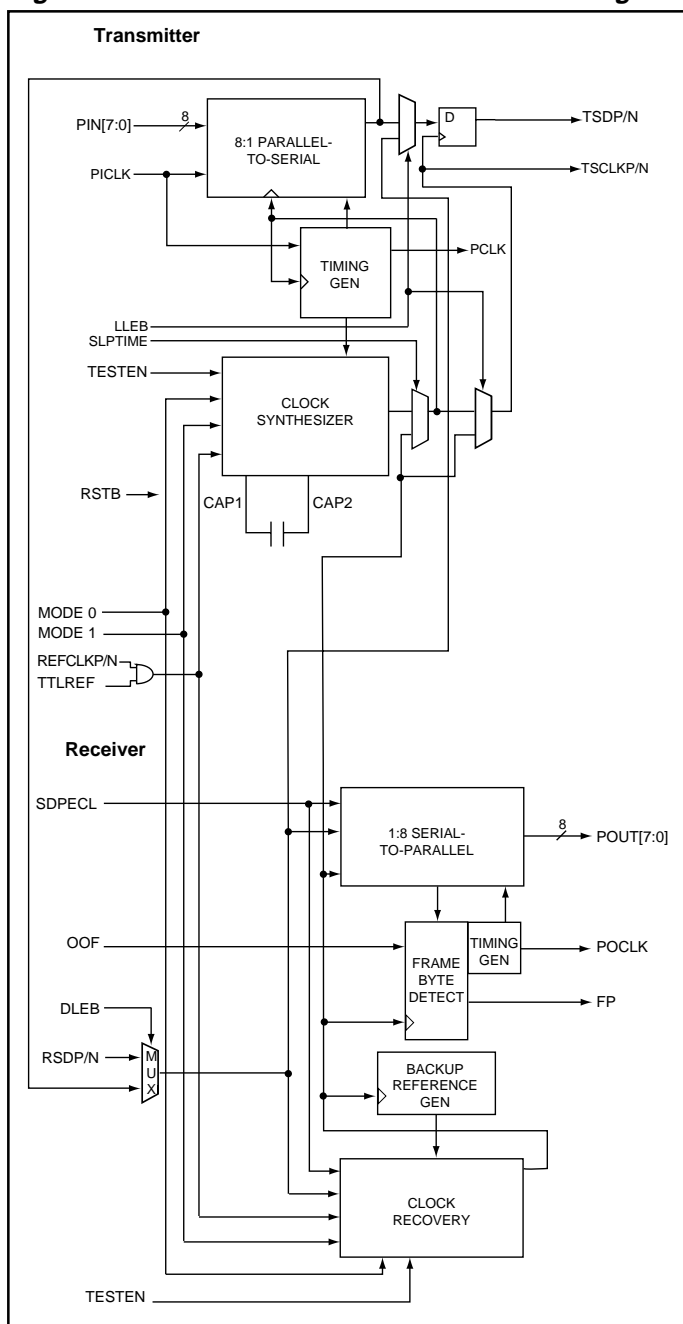 Transmitter
PIN[7:0]
8
8:1 PARALLEL-
TO-SERIAL
D
TSDP/N
PICLK
TSCLKP/N
TIMING
GEN
PCLK
LLEB
SLPTIME
TESTEN
CLOCK
SYNTHESIZER
RSTB
CAP1
CAP2
MODE 0
MODE 1
REFCLKP/N
TTLREF
Receiver
SDPECL
1:8 SERIAL-
TO-PARALLEL
8
POUT[7:0]
OOF
FRAME
BYTE
DETECT
TIMING
GEN
POCLK
FP
DLEB
RSDP/N
MUX
BACKUP
REFERENCE
GEN
CLOCK
RECOVERY
TESTEN